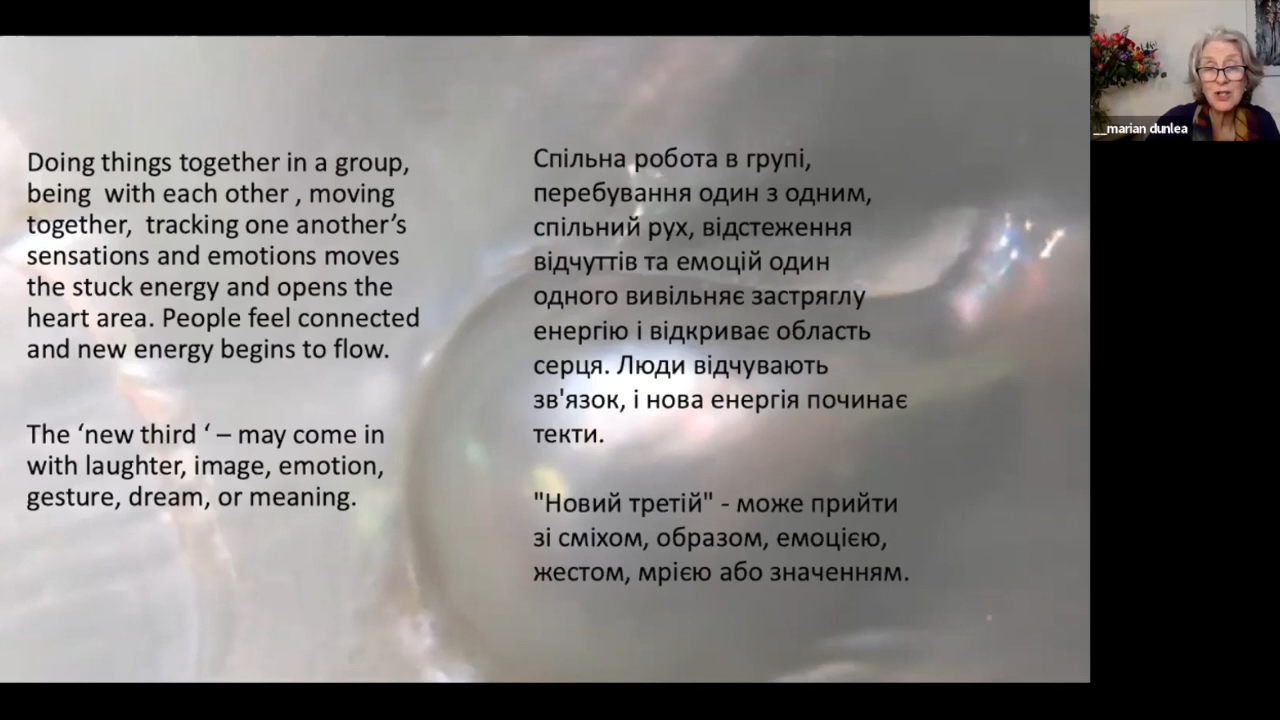 Doing things together in a group,
being  with each other , moving
together,  tracking one another’s
sensations and emotions moves
the stuck energy and opens the
heart area. People feel connected
and new energy begins to flow.
The ‘new third ‘ – may come in
with laughter, image, emotion,
gesture, dream, or meaning.
Спільна робота в групі,
перебування один з одним,
спільний рух, відстеження
відчуттів та емоцій один
одного вивільняє застряглу
енергію і відкриває область
серця. Люди відчувають
зв'язок, і нова енергія починає
текти.
"Новий третій" - може прийти
зі сміхом, образом, емоцією,
жестом, мрією або значенням.
__marian dunlea